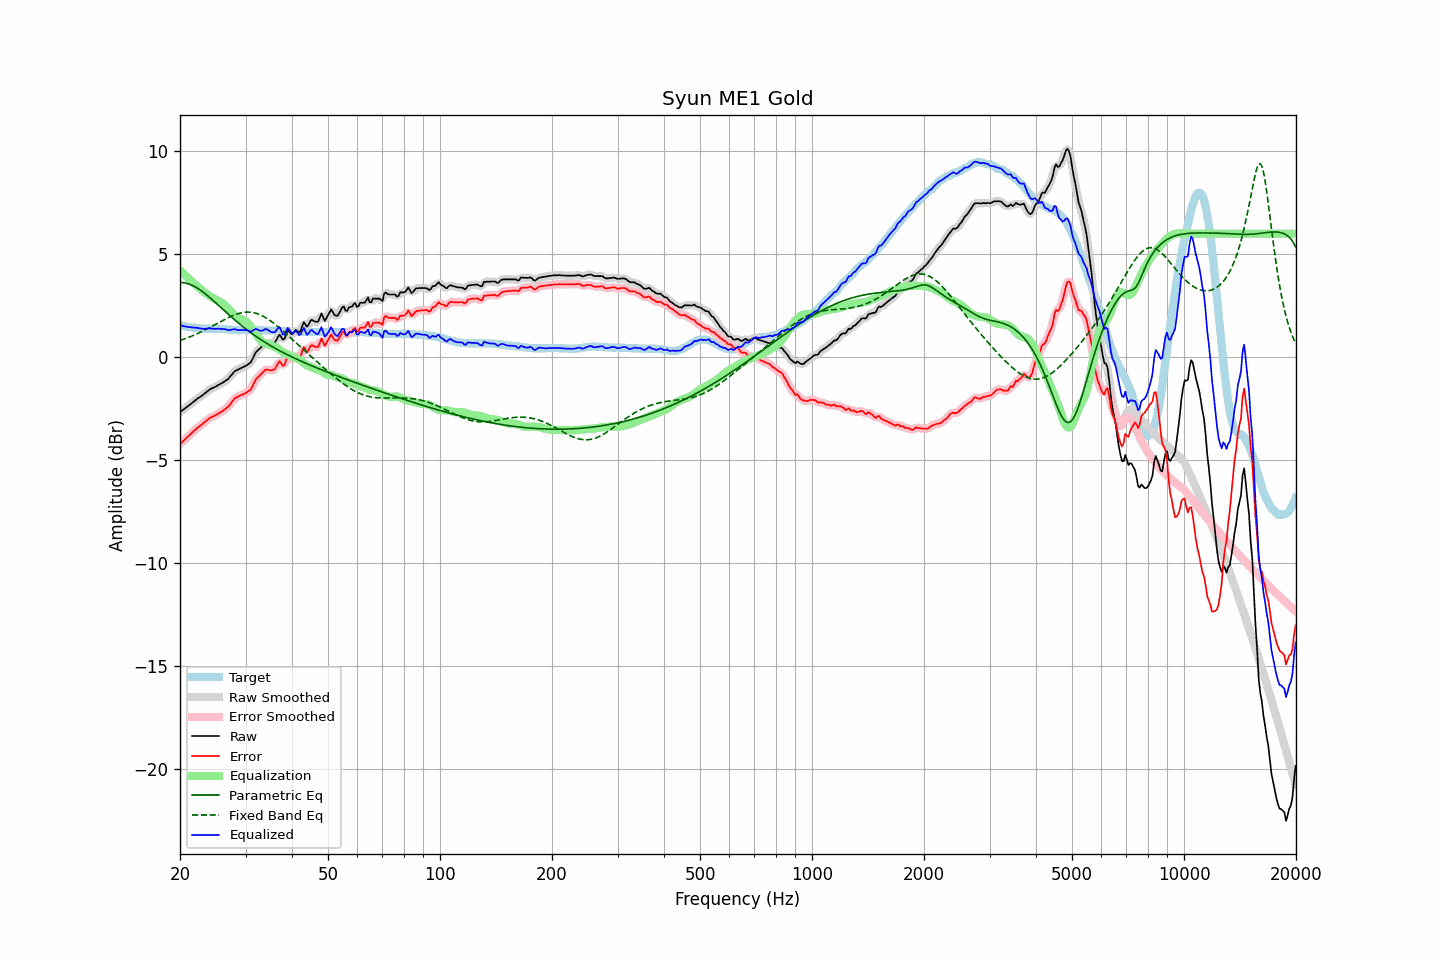 Syun ME1 Gold
Amplitude (dBr)
10
5
0
−5
−10
−15
−20
Target
Raw Smoothed
Error Smoothed
Raw
Error
Equalization
Parametric Eq
Fixed Band Eq
Equalized
20 50 100 200 500 1000 2000 5000 10000 20000
Frequency (Hz)